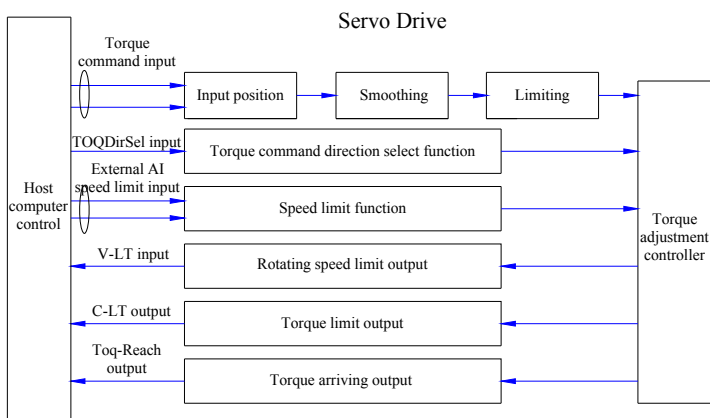 Servo Drive
Torque
command input
Input position
Smoothing
Limiting
TOQDirSel input
Torque command direction select function
External AI
speed limit input
Speed limit function
Host
computer
control
Torque
adjustment
controller
V-LT input
Rotating speed limit output
C-LT output
Torque limit output
Toq-Reach
output
Torque arriving output